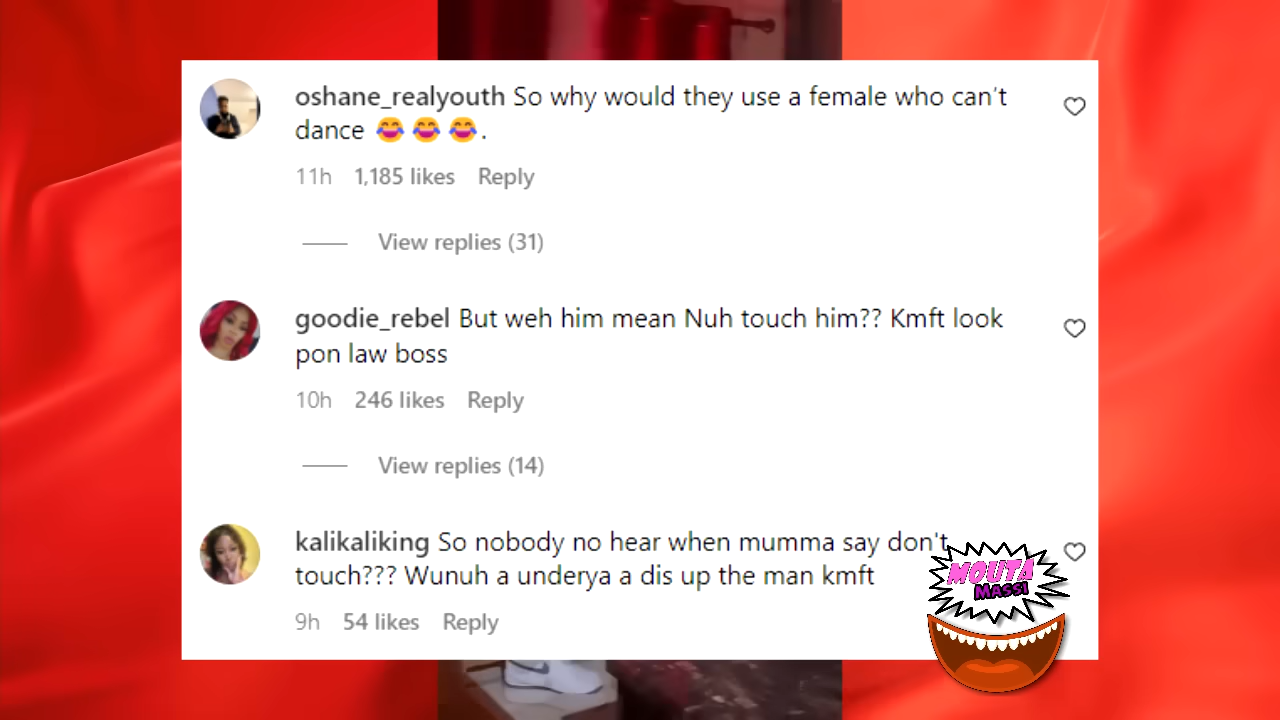 oshane_realyouth So why would they use a female who can't
dance 😂 😂 😂.
11h 1,185 likes Reply
View replies (31)
goodie_rebel But weh him mean Nuh touch him?? Kmft look
pon law boss
10h 246 likes Reply
View replies (14)
kalikaliking So nobody no hear when mumma say don't
touch??? Wunuh a underya a dis up the man kmft
9h 54 likes Reply
MOUTA
MASSI